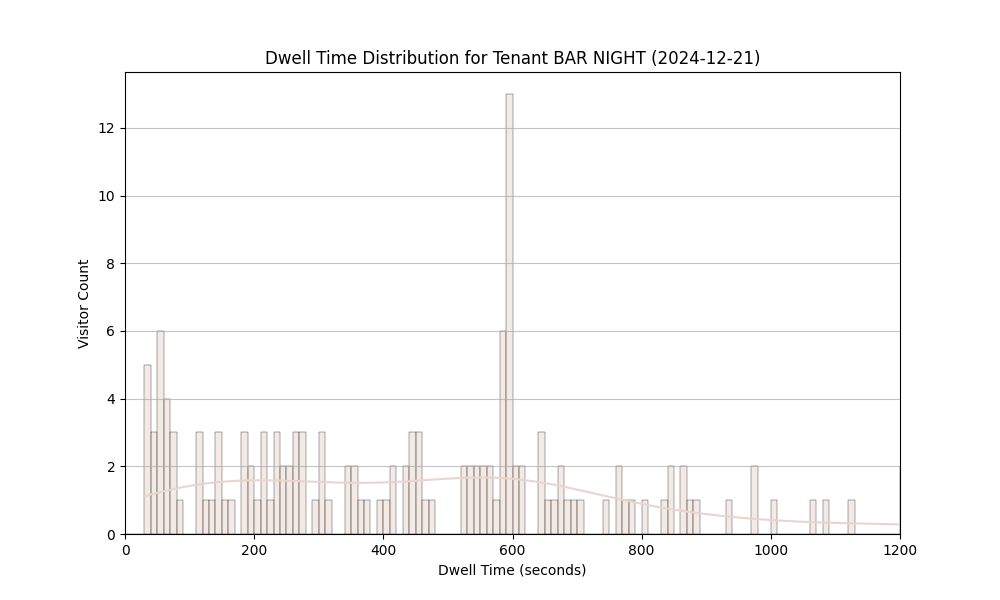 Dwell Time Distribution for Tenant BAR NIGHT (2024-12-21)
12
10
8
6
4
2
0
Visitor Count
0 200 400 600 800 1000 1200
Dwell Time (seconds)